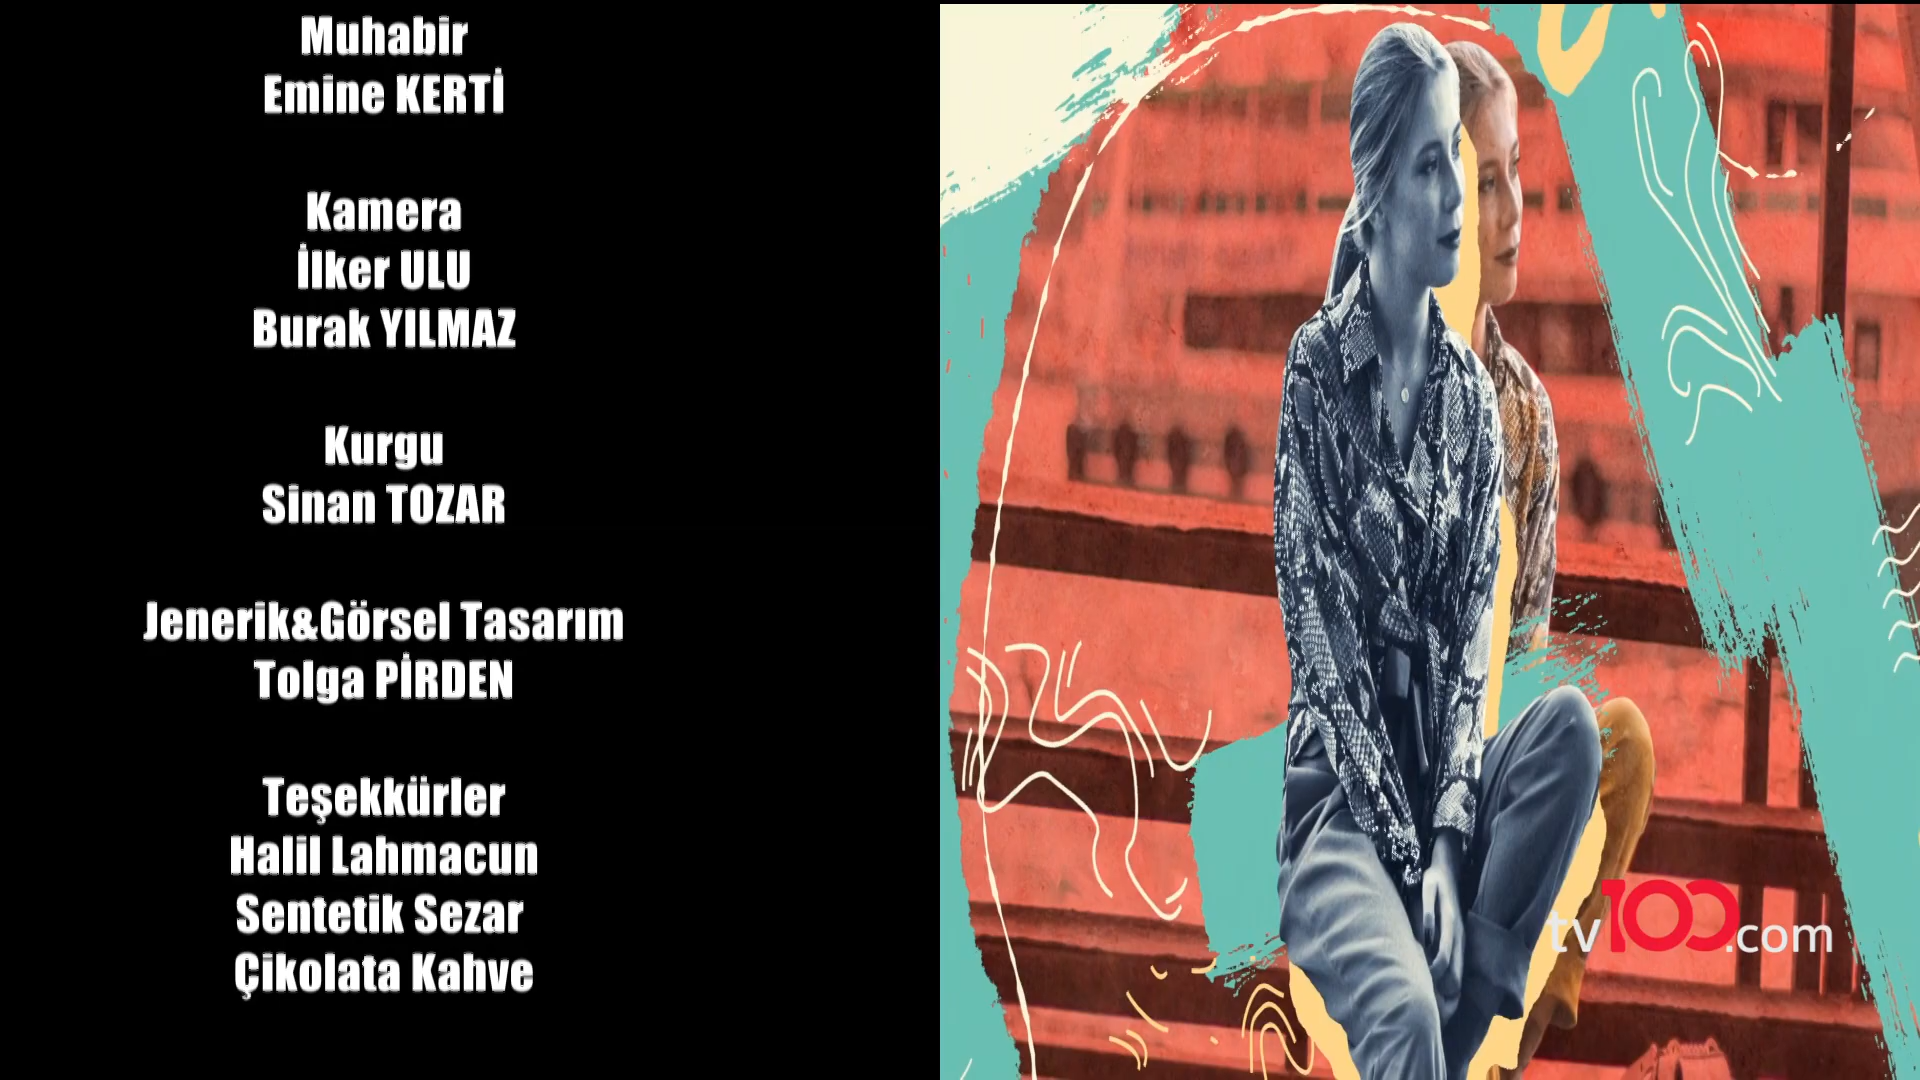 Muhabir
Emine KERTİ
Kamera
İlker ULU
Burak YILMAZ
Kurgu
Sinan TOZAR
Jenerik&Görsel Tasarım
Tolga PİRDEN
Teşekkürler
Halil Lahmacun
Sentetik Sezar
Çikolata Kahve
tv100.com